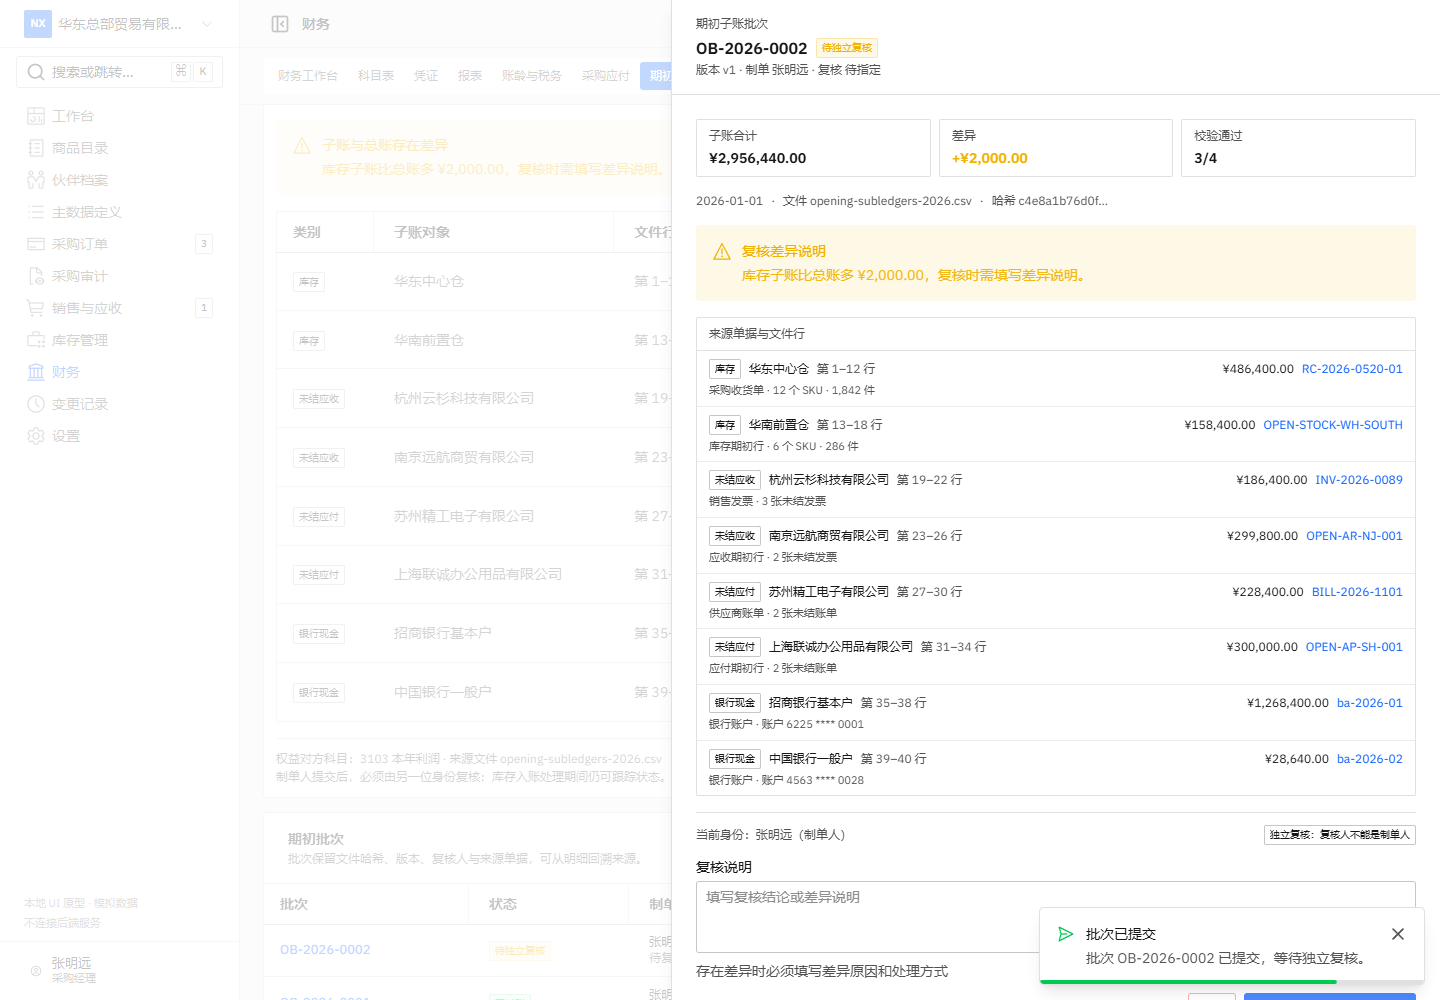 NX 华东总部贸易有限...
搜索或跳转... ⌘ K
工作台
商品目录
伙伴档案
主数据定义
采购订单 3
采购审计
销售与应收 1
库存管理
财务
变更记录
设置
本地 UI 原型 · 模拟数据
不连接后端服务
张明远
采购经理
财务
财务工作台 科目表 凭证 报表 账龄与税务 采购应付 期初
子账与总账存在差异
库存子账比总账多 ¥2,000.00，复核时需填写差异说明。
类别 子账对象 文件行
库存 华东中心仓 第 1–1
库存 华南前置仓 第 13–
未结应收 杭州云杉科技有限公司 第 19–
未结应收 南京远航商贸有限公司 第 23–
未结应付 苏州精工电子有限公司 第 27–
未结应付 上海联诚办公用品有限公司 第 31–
银行现金 招商银行基本户 第 35–
银行现金 中国银行一般户 第 39–
权益对方科目：3103 本年利润 · 来源文件 opening-subledgers-2026.csv
制单人提交后，必须由另一位身份复核；库存入账处理期间仍可跟踪状态。
期初批次
批次保留文件哈希、版本、复核人与来源单据，可从明细回溯来源。
批次 状态 制单
OB-2026-0002 待独立复核 张明
待复
期初子账批次
OB-2026-0002 待独立复核
版本 v1 · 制单 张明远 · 复核 待指定
子账合计
¥2,956,440.00
差异
+¥2,000.00
校验通过
3/4
2026-01-01 · 文件 opening-subledgers-2026.csv · 哈希 c4e8a1b76d0f...
复核差异说明
库存子账比总账多 ¥2,000.00，复核时需填写差异说明。
来源单据与文件行
库存 华东中心仓 第 1–12 行 ¥486,400.00 RC-2026-0520-01
采购收货单 · 12 个 SKU · 1,842 件
库存 华南前置仓 第 13–18 行 ¥158,400.00 OPEN-STOCK-WH-SOUTH
库存期初行 · 6 个 SKU · 286 件
未结应收 杭州云杉科技有限公司 第 19–22 行 ¥186,400.00 INV-2026-0089
销售发票 · 3 张未结发票
未结应收 南京远航商贸有限公司 第 23–26 行 ¥299,800.00 OPEN-AR-NJ-001
应收期初行 · 2 张未结发票
未结应付 苏州精工电子有限公司 第 27–30 行 ¥228,400.00 BILL-2026-1101
供应商账单 · 2 张未结账单
未结应付 上海联诚办公用品有限公司 第 31–34 行 ¥300,000.00 OPEN-AP-SH-001
应付期初行 · 2 张未结账单
银行现金 招商银行基本户 第 35–38 行 ¥1,268,400.00 ba-2026-01
银行账户 · 账户 6225 **** 0001
银行现金 中国银行一般户 第 39–40 行 ¥28,640.00 ba-2026-02
银行账户 · 账户 4563 **** 0028
当前身份：张明远（制单人） 独立复核：复核人不能是制单人
复核说明
填写复核结论或差异说明
存在差异时必须填写差异原因和处理方式
批次已提交
批次 OB-2026-0002 已提交，等待独立复核。